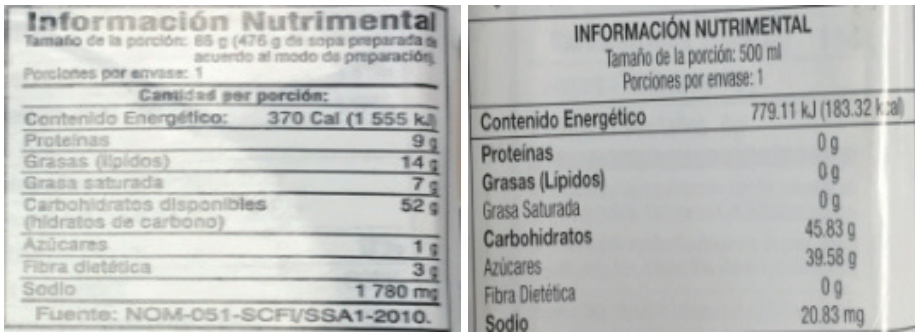 Información Nutrimental
Tamaño de la porción: 85 g (476 g de sopa preparada de
acuerdo al modo de preparación)
Porciones por envase: 1
Cantidad por porción:
Contenido Energético: 370 Cal (1 555 kJ)
Proteínas 9 g
Grasas (lípidos) 14 g
Grasa saturada 7 g
Carbohidratos disponibles 52 g
(hidratos de carbono)
Azúcares 1 g
Fibra dietética 3 g
Sodio 1 780 mg
Fuente: NOM-051-SCFI/SSA1-2010.
INFORMACIÓN NUTRIMENTAL
Tamaño de la porción: 500 ml
Porciones por envase: 1
Contenido Energético 779.11 kJ (183.32 kcal)
Proteínas 0 g
Grasas (Lípidos) 0 g
Grasa Saturada 0 g
Carbohidratos 45.83 g
Azúcares 39.58 g
Fibra Dietética 0 g
Sodio 20.83 mg